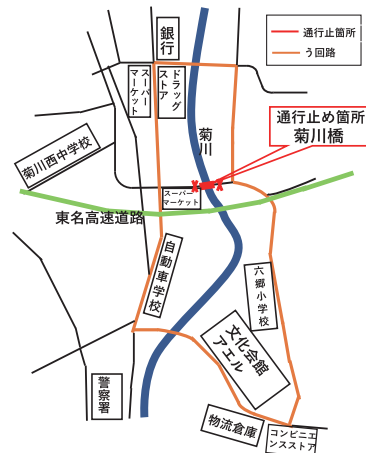 通行止箇所
う回路
銀行
スーパー
マーケット
ドラッグ
ストア
通行止め箇所
菊川橋
菊川
菊川西中学校
スーパー
マーケット
東名高速道路
自動車学校
六郷小学校
文化会館
アエル
警察署
物流倉庫
コンビニエ
ンスストア